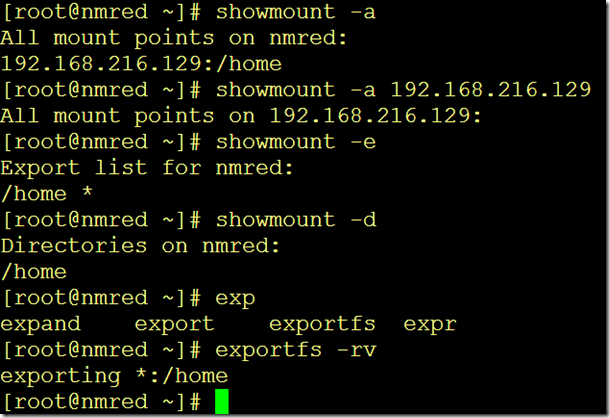 [root@nmred ~]# showmount -a
All mount points on nmred:
192.168.216.129:/home
[root@nmred ~]# showmount -a 192.168.216.129
All mount points on 192.168.216.129:
[root@nmred ~]# showmount -e
Export list for nmred:
/home *
[root@nmred ~]# showmount -d
Directories on nmred:
/home
[root@nmred ~]# exp
expand    export    exportfs  expr
[root@nmred ~]# exportfs -rv
exporting *:/home
[root@nmred ~]#